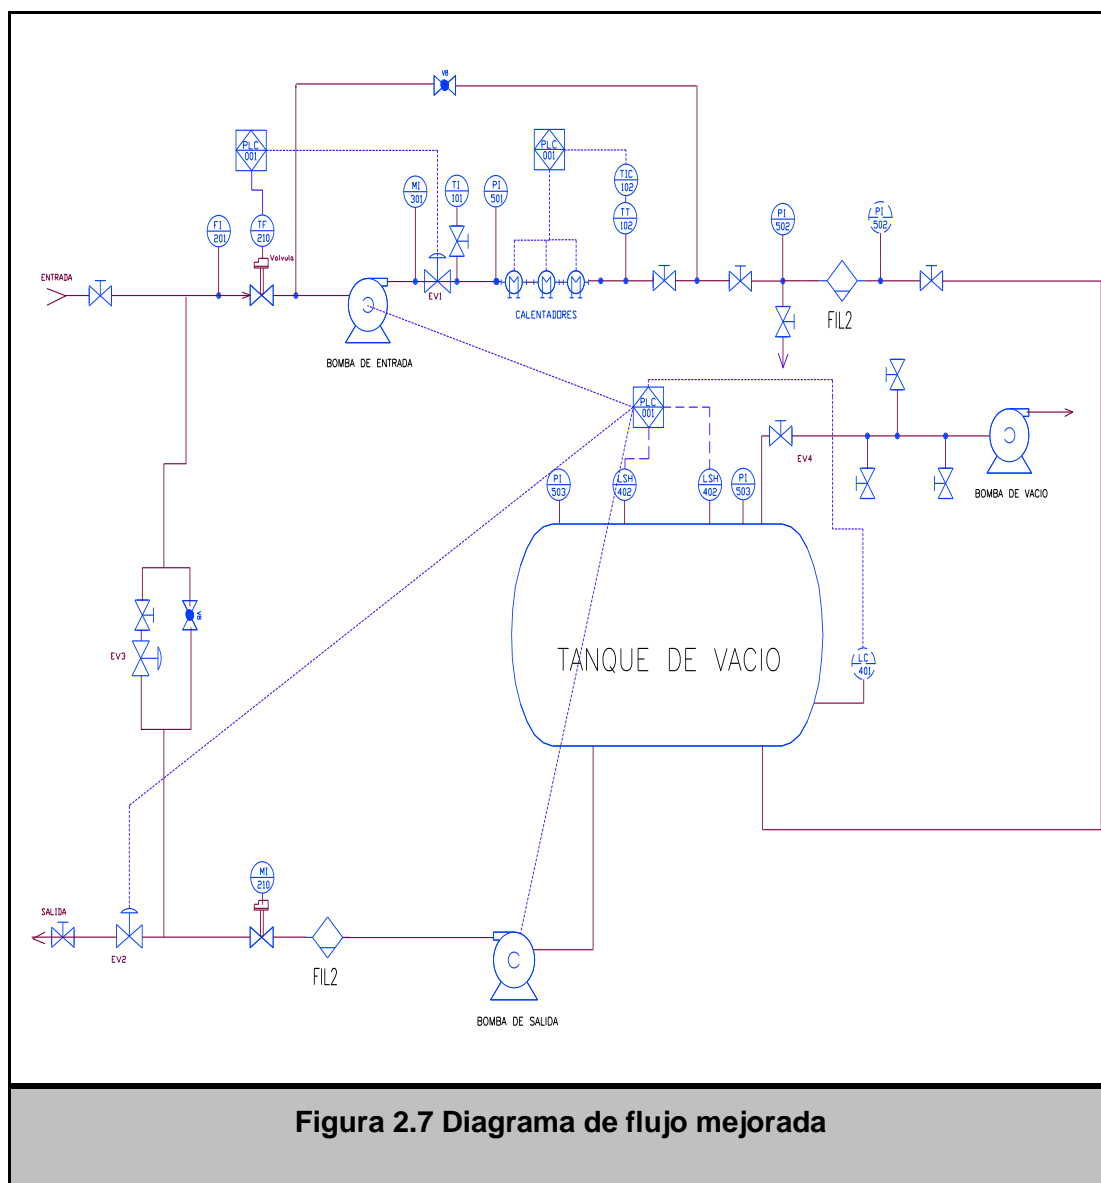 VB
PLC
001
PLC
001
MI
301
TI
101
PI
501
TIC
102
TT
102
FI
201
TF
210
Valvula
PI
502
PI
502
ENTRADA
EV1
CALENTADORES
M M M
FIL2
C
BOMBA DE ENTRADA
PLC
001
EV4
C
BOMBA DE VACIO
PI
503
LSH
402
LSH
402
PI
503
VB
EV3
TANQUE DE VACIO
LC
401
MI
210
SALIDA
EV2
FIL2
C
BOMBA DE SALIDA
Figura 2.7 Diagrama de flujo mejorada